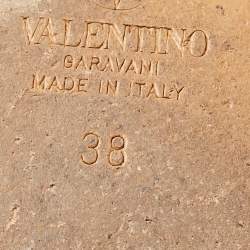 VALENTINO
GARAVANI
MADE IN ITALY
38